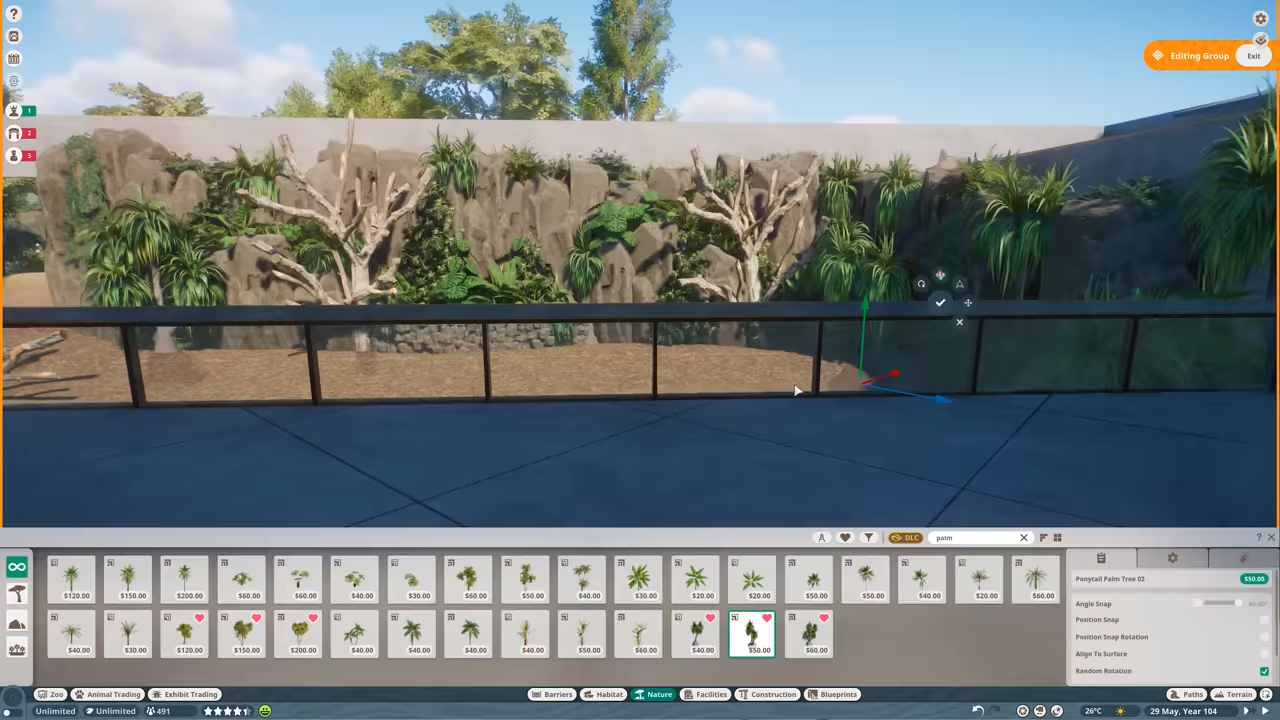 ?
1
2
3
Editing Group
Exit
DLC
palm
?
$120.00 $150.00 $200.00 $60.00 $60.00 $40.00 $30.00 $60.00 $50.00 $40.00 $30.00 $20.00 $20.00 $50.00 $50.00 $40.00 $20.00 $60.00
$40.00 $30.00 $120.00 $150.00 $200.00 $40.00 $40.00 $40.00 $40.00 $50.00 $60.00 $40.00 $50.00 $60.00
Ponytail Palm Tree 02 $50.00
Angle Snap 45.00°
Position Snap
Position Snap Rotation
Align To Surface
Random Rotation
Zoo Animal Trading Exhibit Trading Barriers Habitat Nature Facilities Construction Blueprints Paths Terrain
Unlimited Unlimited 491 26°C 29 May, Year 104